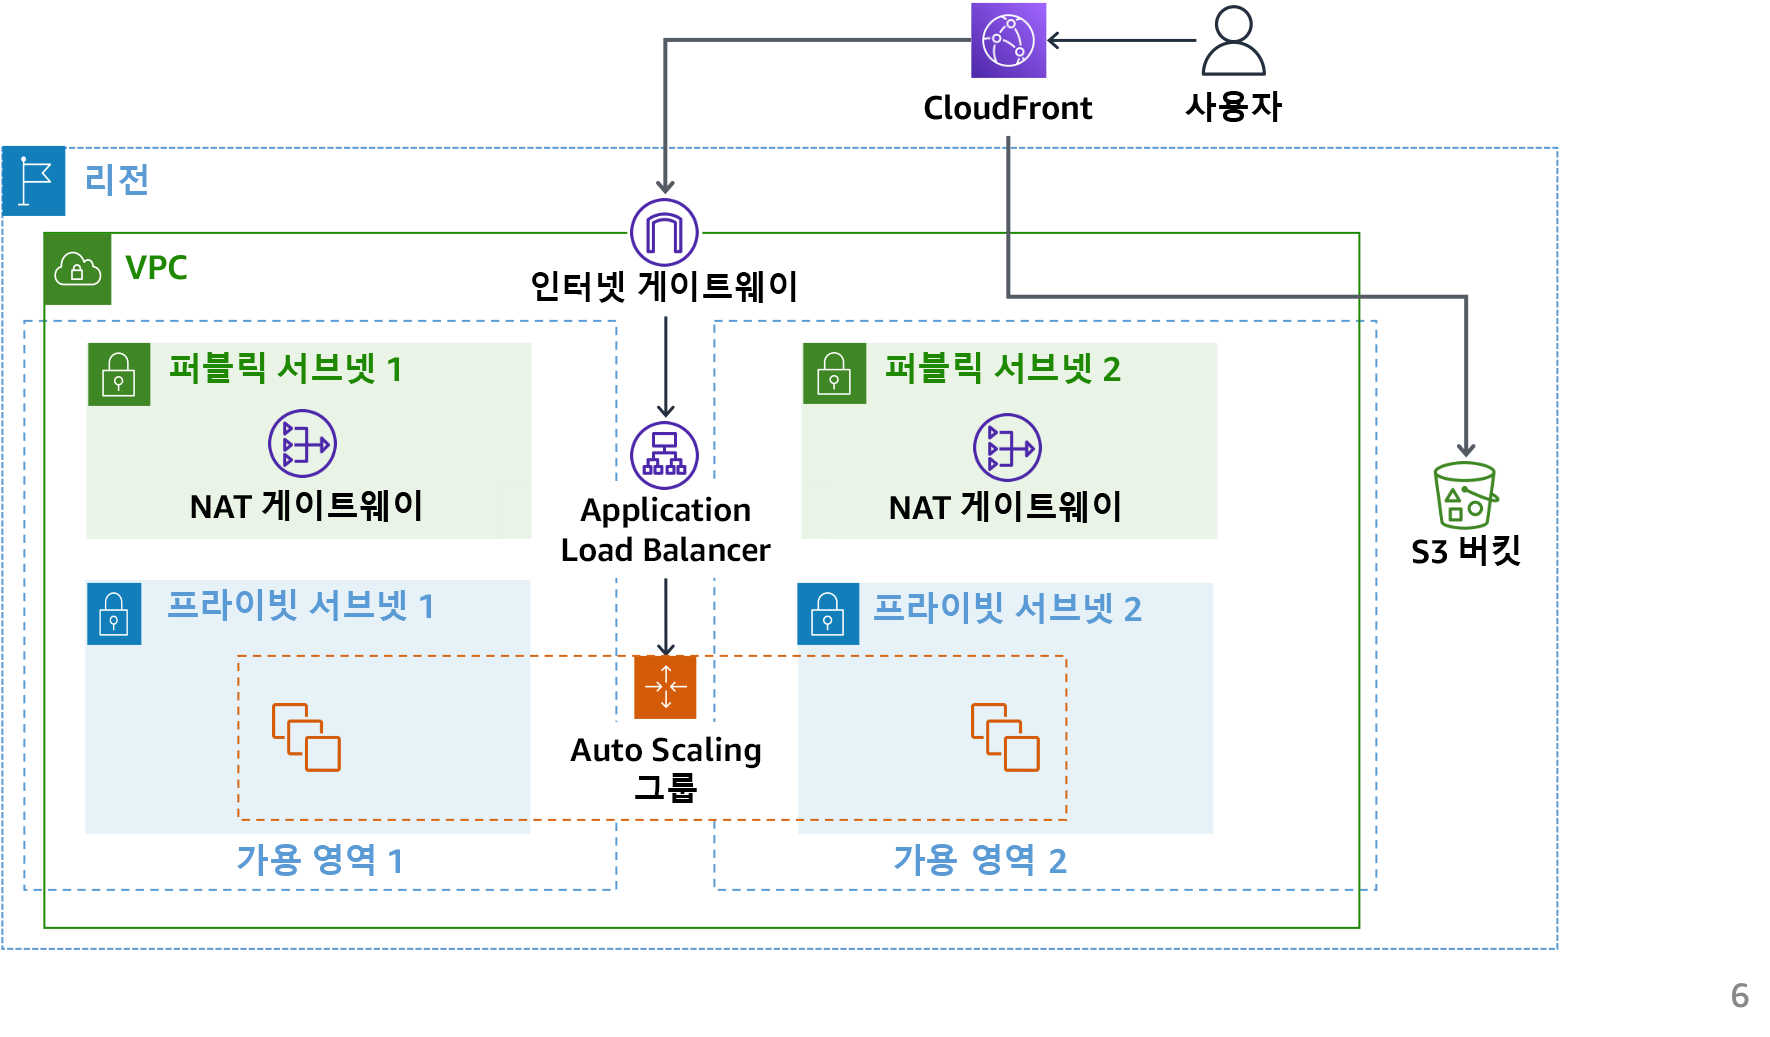 CloudFront
사용자
리전
VPC
인터넷 게이트웨이
퍼블릭 서브넷 1
퍼블릭 서브넷 2
NAT 게이트웨이
Application
Load Balancer
NAT 게이트웨이
S3 버킷
프라이빗 서브넷 1
프라이빗 서브넷 2
Auto Scaling
그룹
가용 영역 1
가용 영역 2
6